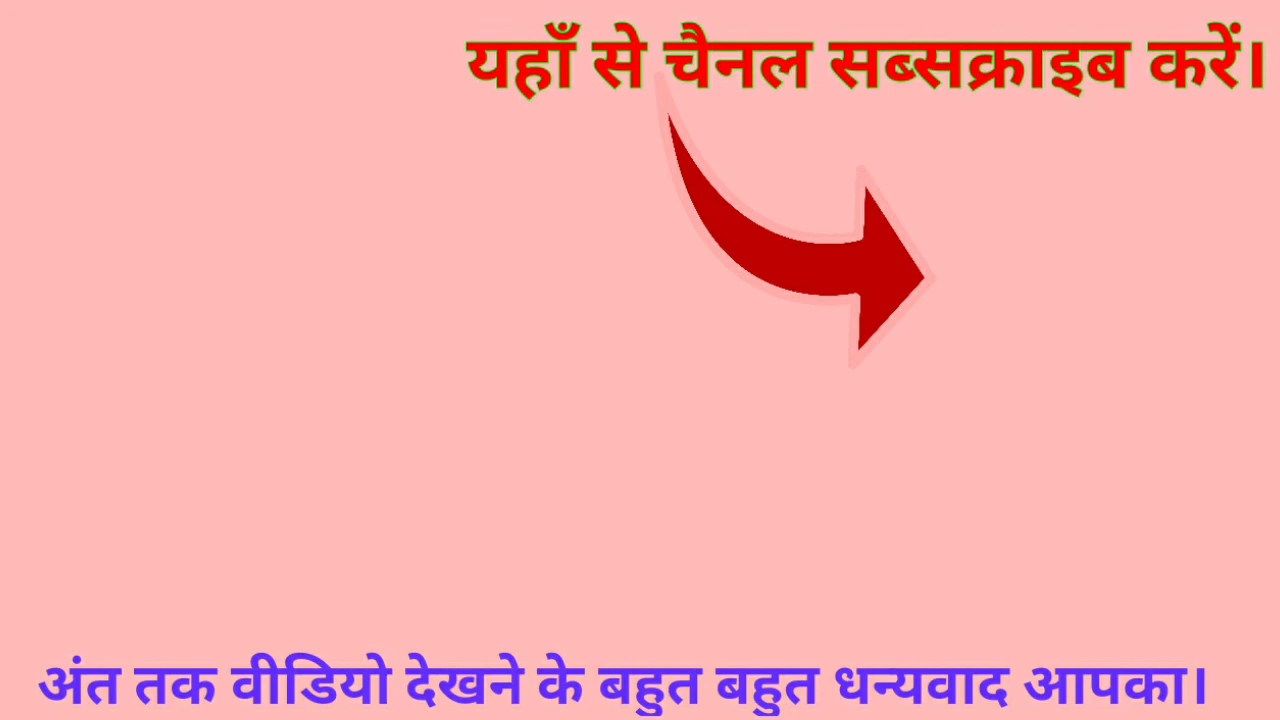 यहाँ से चैनल सब्सक्राइब करें।
अंत तक वीडियो देखने के बहुत बहुत धन्यवाद आपका।